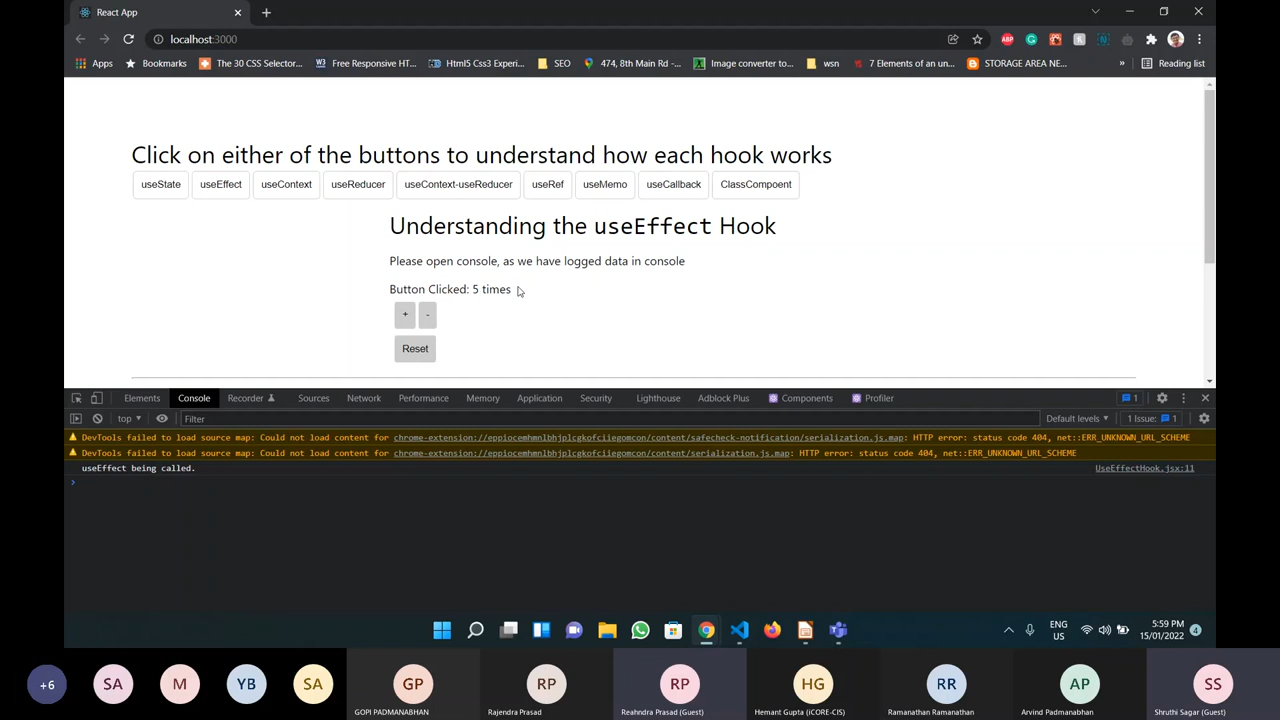 React App
localhost:3000
ABP
Apps
Bookmarks
The 30 CSS Selector...
Free Responsive HT...
Html5 Css3 Experi...
SEO
474, 8th Main Rd -...
Image converter to...
wsn
7 Elements of an un...
STORAGE AREA NE...
»
Reading list
Click on either of the buttons to understand how each hook works
useState
useEffect
useContext
useReducer
useContext-useReducer
useRef
useMemo
useCallback
ClassCompoent
Understanding the useEffect Hook
Please open console, as we have logged data in console
Button Clicked: 5 times
+ -
Reset
Elements
Console
Recorder
Sources
Network
Performance
Memory
Application
Security
Lighthouse
Adblock Plus
Components
Profiler
1
top
Filter
Default levels
1 Issue: 1
DevTools failed to load source map: Could not load content for chrome-extension://eppiocemhmnlbhjplcgkofciiegomcon/content/safecheck-notification/serialization.js.map: HTTP error: status code 404, net::ERR_UNKNOWN_URL_SCHEME
DevTools failed to load source map: Could not load content for chrome-extension://eppiocemhmnlbhjplcgkofciiegomcon/content/serialization.js.map: HTTP error: status code 404, net::ERR_UNKNOWN_URL_SCHEME
useEffect being called.
UseEffectHook.jsx:11
ENG
US
5:59 PM
15/01/2022
4
+6
SA
M
YB
SA
GP
GOPI PADMANABHAN
RP
Rajendra Prasad
RP
Reahndra Prasad (Guest)
HG
Hemant Gupta (iCORE-CIS)
RR
Ramanathan Ramanathan
AP
Arvind Padmanabhan
SS
Shruthi Sagar (Guest)